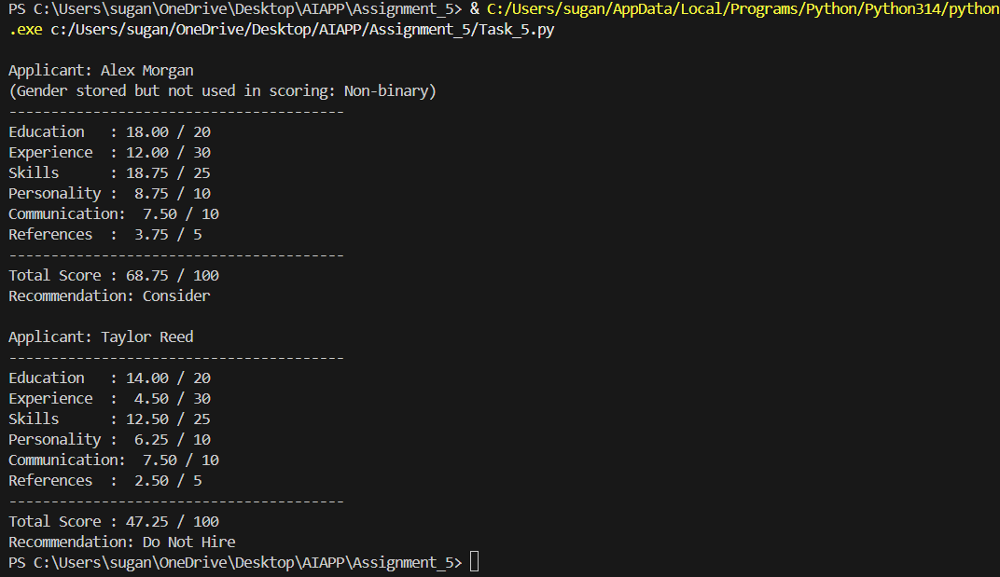 PS C:\Users\sugan\OneDrive\Desktop\AIAPP\Assignment_5> & C:/Users/sugan/AppData/Local/Programs/Python/Python314/python
.exe c:/Users/sugan/OneDrive/Desktop/AIAPP/Assignment_5/Task_5.py

Applicant: Alex Morgan
(Gender stored but not used in scoring: Non-binary)
----------------------------------------
Education   : 18.00 / 20
Experience  : 12.00 / 30
Skills      : 18.75 / 25
Personality :  8.75 / 10
Communication:  7.50 / 10
References  :  3.75 / 5
----------------------------------------
Total Score : 68.75 / 100
Recommendation: Consider

Applicant: Taylor Reed
----------------------------------------
Education   : 14.00 / 20
Experience  :  4.50 / 30
Skills      : 12.50 / 25
Personality :  6.25 / 10
Communication:  7.50 / 10
References  :  2.50 / 5
----------------------------------------
Total Score : 47.25 / 100
Recommendation: Do Not Hire
PS C:\Users\sugan\OneDrive\Desktop\AIAPP\Assignment_5>